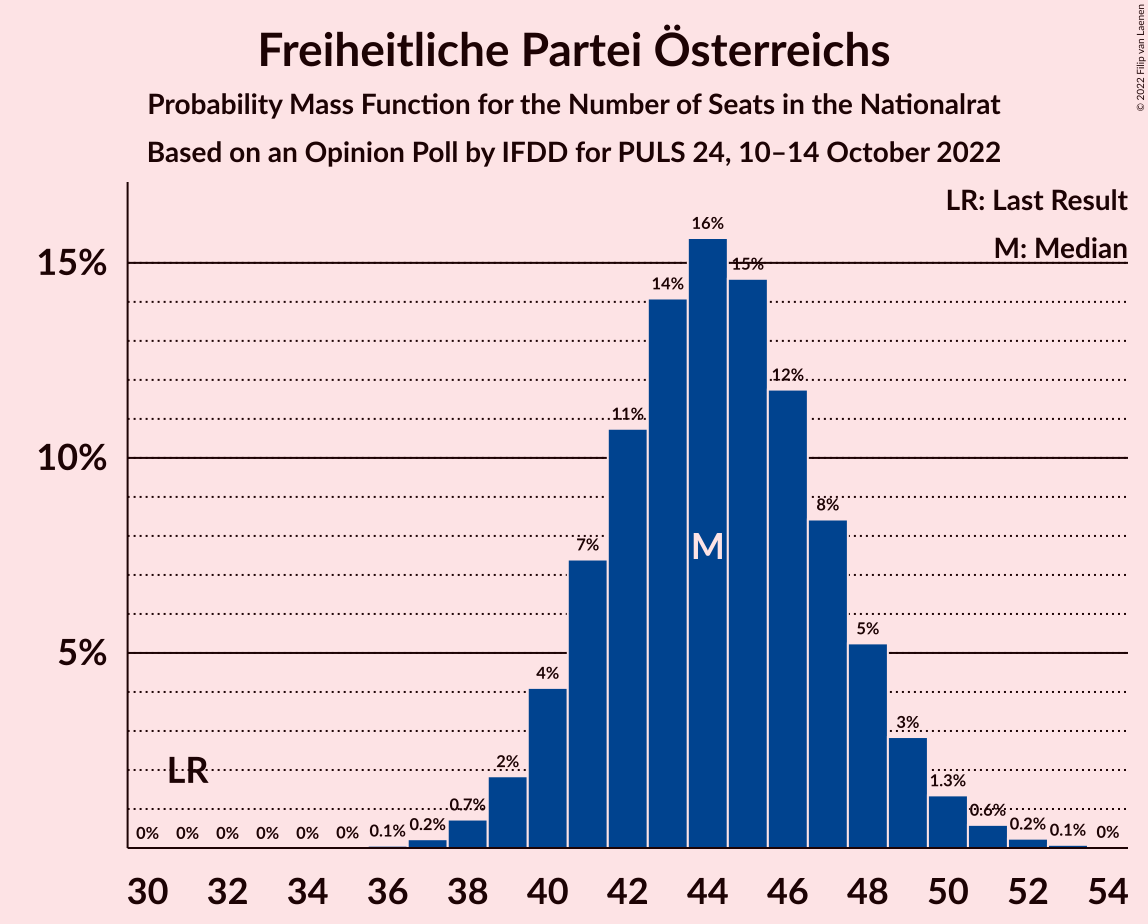 Freiheitliche Partei Österreichs
Probability Mass Function for the Number of Seats in the Nationalrat
Based on an Opinion Poll by IFDD for PULS 24, 10–14 October 2022
© 2022 Filip van Laenen
LR: Last Result
M: Median
15%
10%
5%
0% 0% 0% 0% 0% 0% 0.1% 0.2% 0.7% 2% 4% 7% 11% 14% 16% 15% 12% 8% 5% 3% 1.3% 0.6% 0.2% 0.1% 0%
LR
M
30 32 34 36 38 40 42 44 46 48 50 52 54